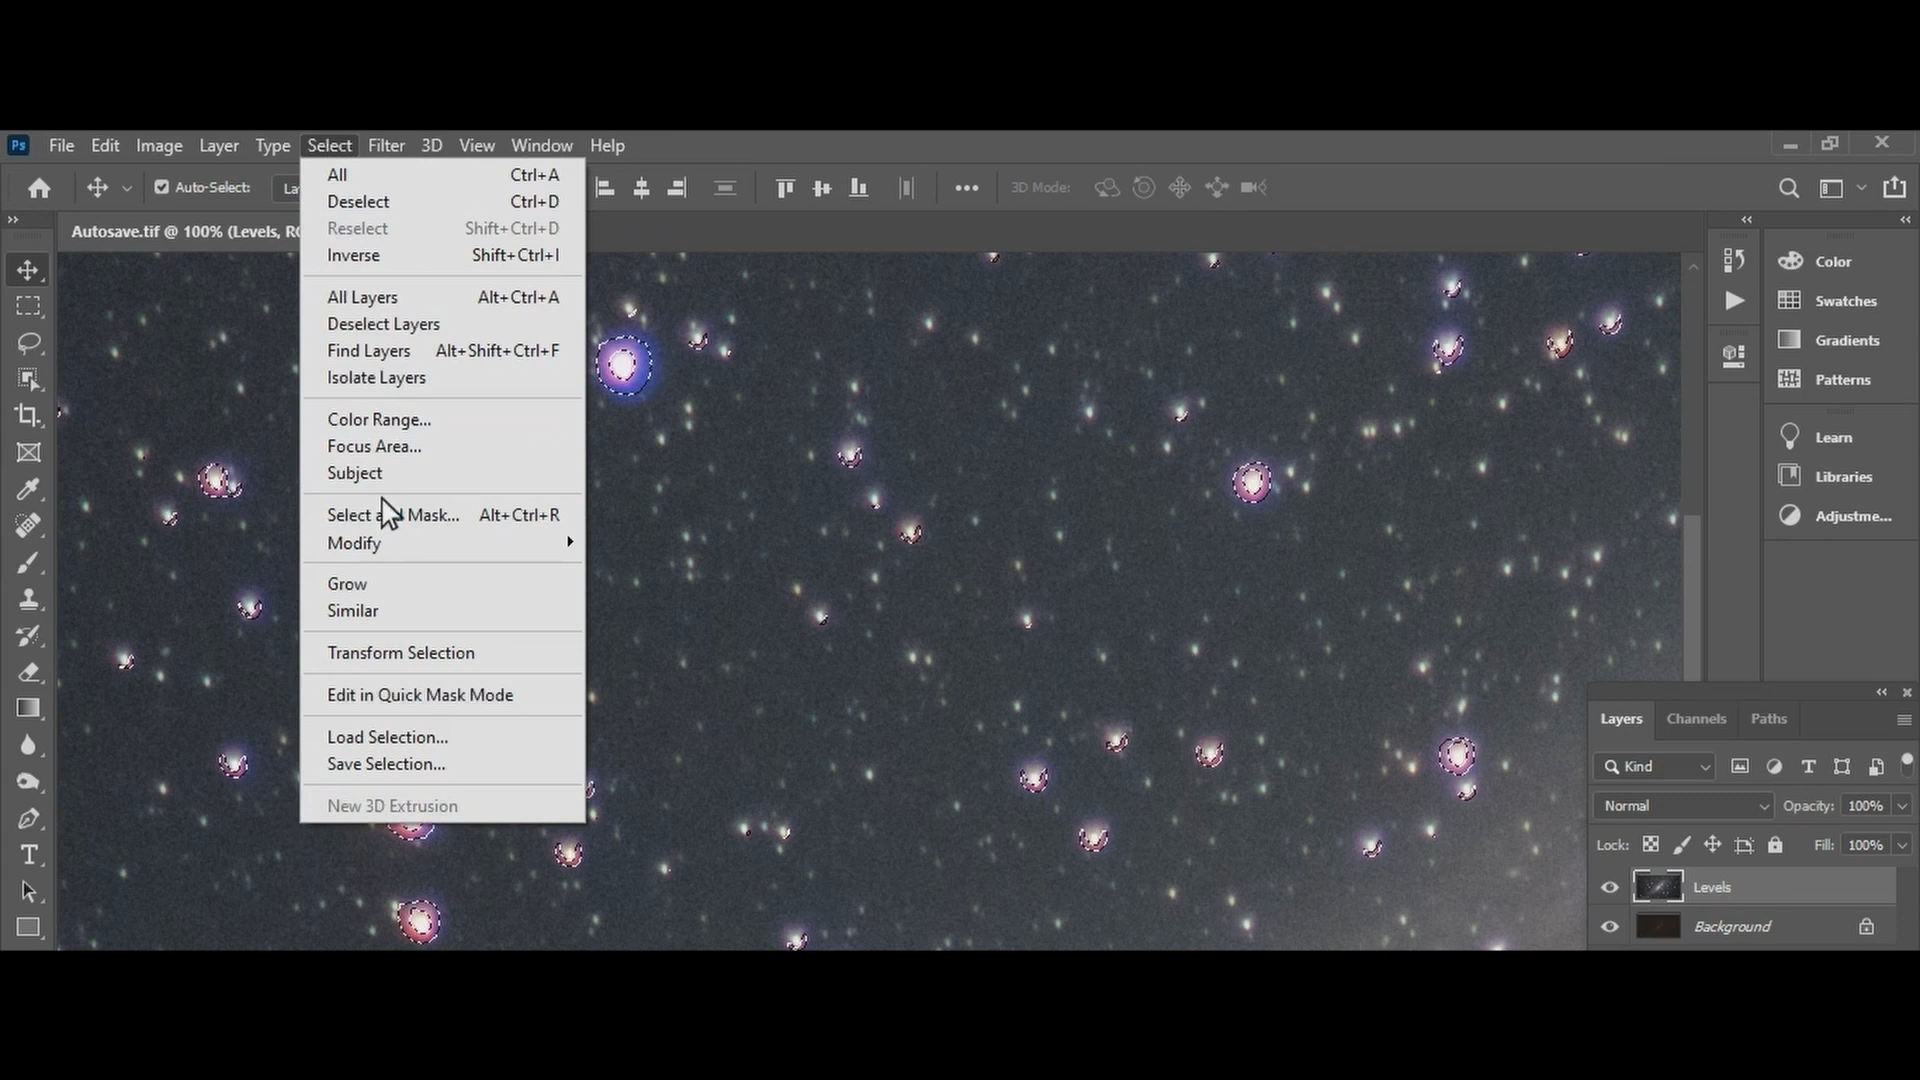 Ps File Edit Image Layer Type Select Filter 3D View Window Help
Auto-Select: La 3D Mode:
Autosave.tif @ 100% (Levels, R
All Ctrl+A
Deselect Ctrl+D
Reselect Shift+Ctrl+D
Inverse Shift+Ctrl+I
All Layers Alt+Ctrl+A
Deselect Layers
Find Layers Alt+Shift+Ctrl+F
Isolate Layers
Color Range...
Focus Area...
Subject
Select and Mask... Alt+Ctrl+R
Modify
Grow
Similar
Transform Selection
Edit in Quick Mask Mode
Load Selection...
Save Selection...
New 3D Extrusion
Color
Swatches
Gradients
Patterns
Learn
Libraries
Adjustme...
Layers Channels Paths
Kind
Normal Opacity: 100%
Lock: Fill: 100%
Levels
Background